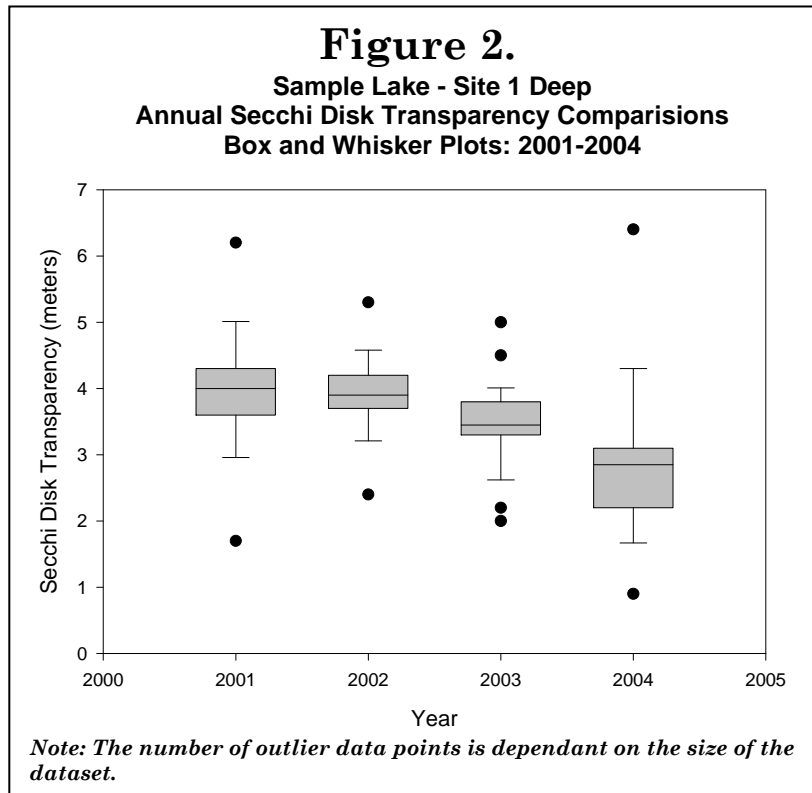 Figure 2.
Sample Lake - Site 1 Deep
Annual Secchi Disk Transparency Comparisions
Box and Whisker Plots: 2001-2004
Secchi Disk Transparency (meters)
7
6
5
4
3
2
1
0
2000 2001 2002 2003 2004 2005
Year
Note: The number of outlier data points is dependant on the size of the
dataset.